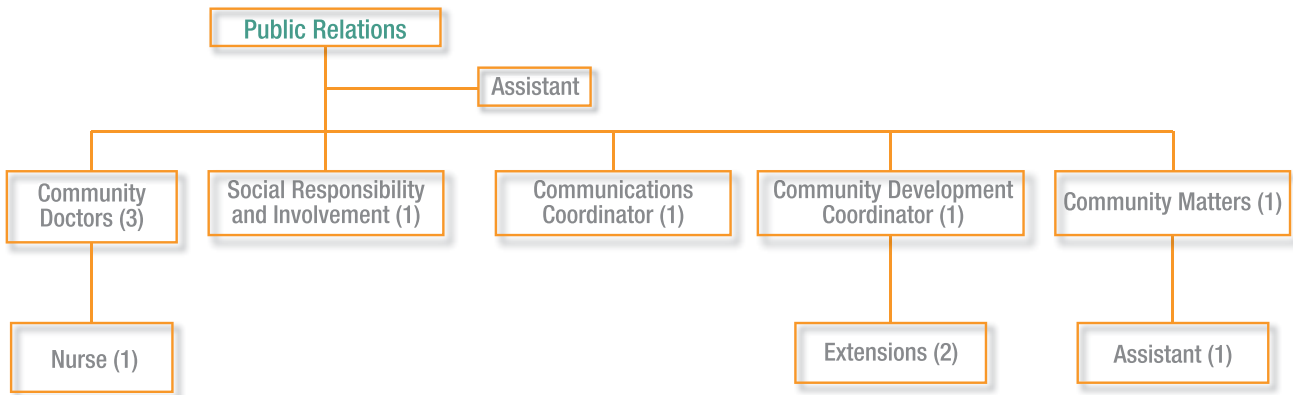 Public Relations
Assistant
Community
Doctors (3)
Social Responsibility
and Involvement (1)
Communications
Coordinator (1)
Community Development
Coordinator (1)
Community Matters (1)
Nurse (1)
Extensions (2)
Assistant (1)